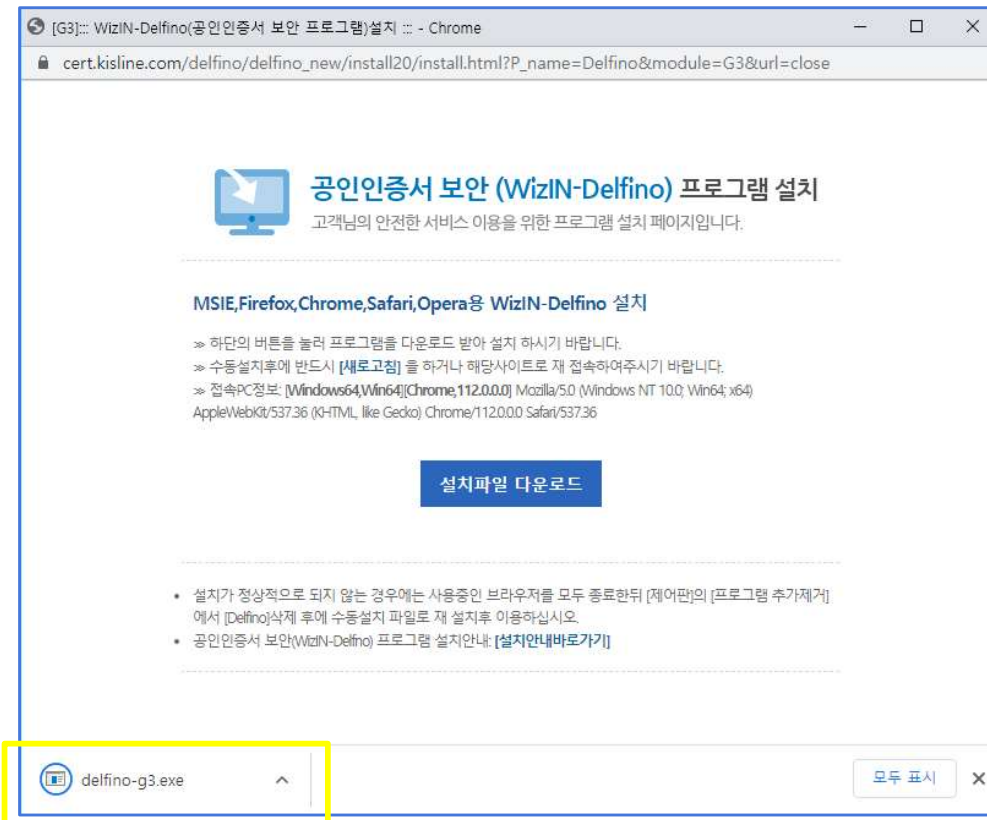 [G3]::: WizIN-Delfino(공인인증서 보안 프로그램)설치 ::: - Chrome
cert.kisline.com/delfino/delfino_new/install20/install.html?P_name=Delfino&module=G3&url=close
공인인증서 보안 (WizIN-Delfino) 프로그램 설치
고객님의 안전한 서비스 이용을 위한 프로그램 설치 페이지입니다.
MSIE,Firefox,Chrome,Safari,Opera용 WizIN-Delfino 설치
≫ 하단의 버튼을 눌러 프로그램을 다운로드 받아 설치 하시기 바랍니다.
≫ 수동설치후에 반드시 [새로고침] 을 하거나 해당사이트로 재 접속하여주시기 바랍니다.
≫ 접속PC정보: [Windows64,Win64][Chrome,112.0.0.0] Mozilla/5.0 (Windows NT 10.0; Win64; x64)
AppleWebKit/537.36 (KHTML, like Gecko) Chrome/112.0.0.0 Safari/537.36
설치파일 다운로드
• 설치가 정상적으로 되지 않는 경우에는 사용중인 브라우저를 모두 종료한뒤 [제어판]의 [프로그램 추가제거]
에서 [Delfino]삭제 후에 수동설치 파일로 재 설치후 이용하십시오.
• 공인인증서 보안(WizIN-Delfino) 프로그램 설치안내: [설치안내바로가기]
delfino-g3.exe
모두 표시